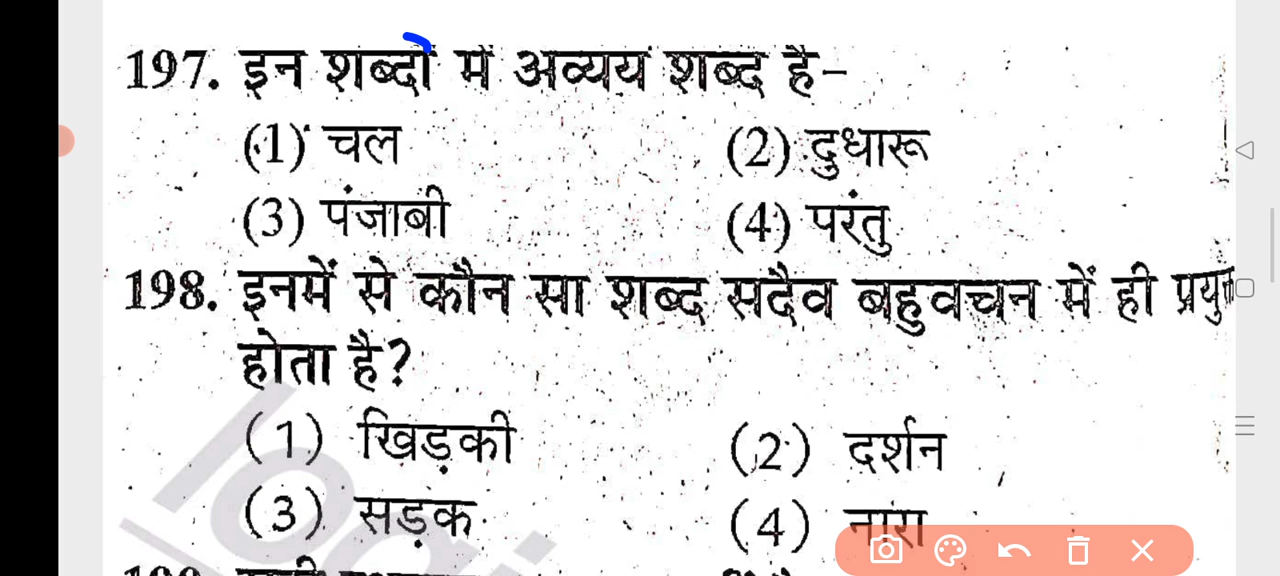 197. इन शब्दों में अव्यय शब्द है–
(1) चल (2) दुधारू
(3) पंजाबी (4) परंतु
198. इनमें से कौन सा शब्द सदैव बहुवचन में ही
होता है?
(1) खिड़की (2) दर्शन
(3) सड़क (4)